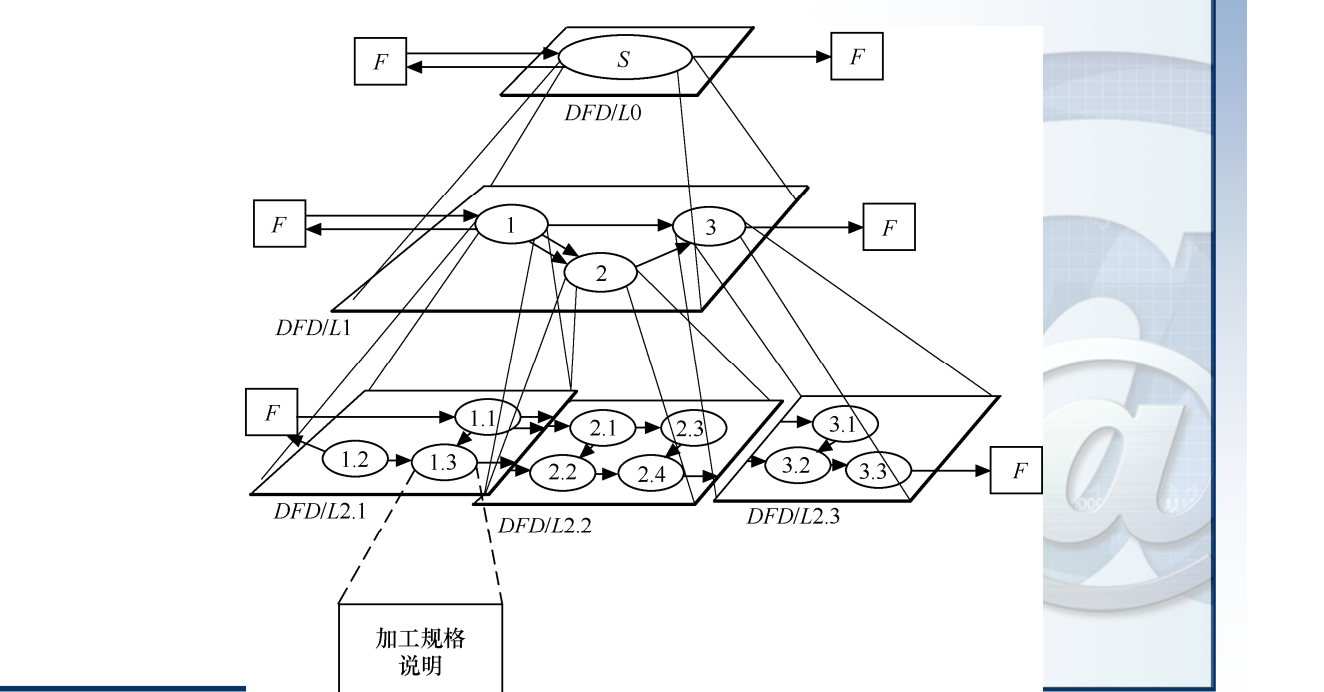 F
S
F
DFD/L0
F
1
3
F
2
DFD/L1
F
1.1
2.1
2.3
3.1
1.2
1.3
2.2
2.4
3.2
3.3
F
DFD/L2.1
DFD/L2.2
DFD/L2.3
加工规格
说明